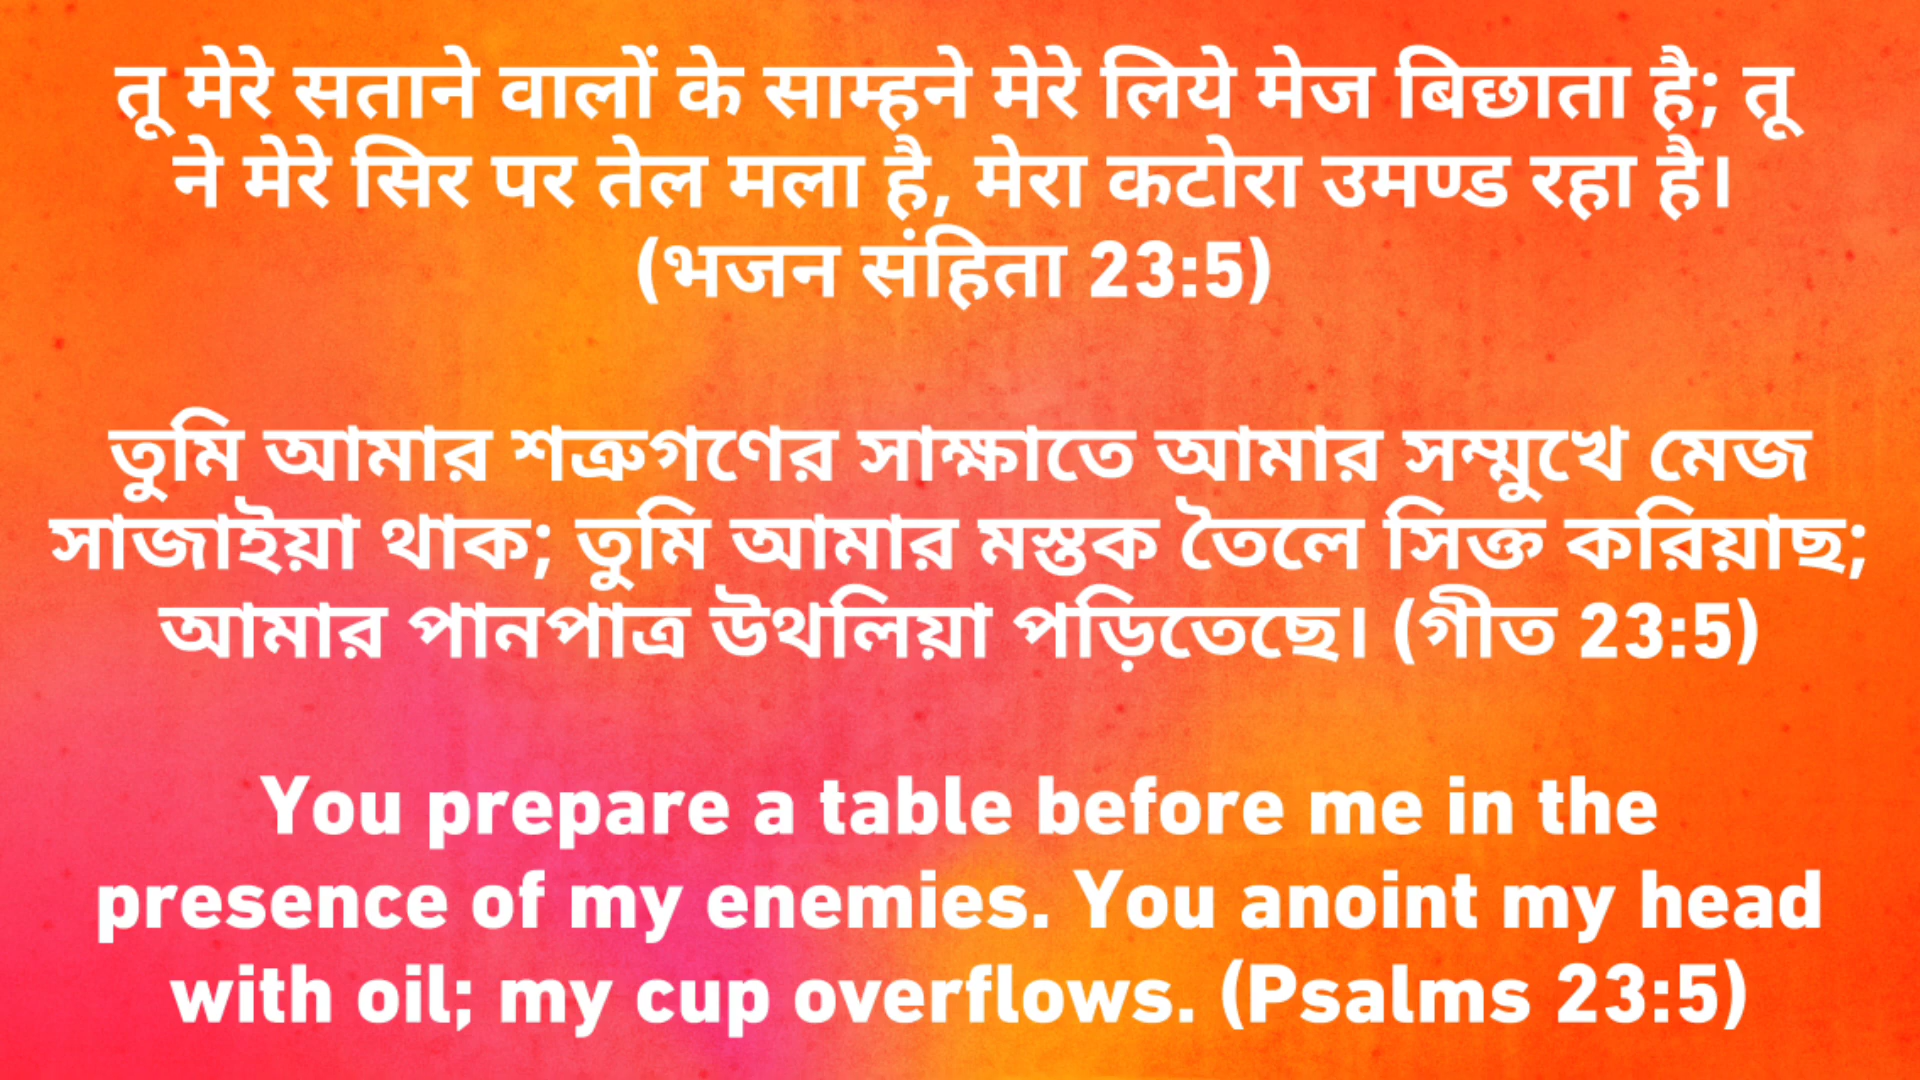 तू मेरे सताने वालों के साम्हने मेरे लिये मेज बिछाता है; तू
ने मेरे सिर पर तेल मला है, मेरा कटोरा उमण्ड रहा है।
(भजन संहिता 23:5)
তুমি আমার শত্রুগণের সাক্ষাতে আমার সম্মুখে মেজ
সাজাইয়া থাক; তুমি আমার মস্তক তৈলে সিক্ত করিয়াছ;
আমার পানপাত্র উথলিয়া পড়িতেছে। (গীত 23:5)
You prepare a table before me in the
presence of my enemies. You anoint my head
with oil; my cup overflows. (Psalms 23:5)